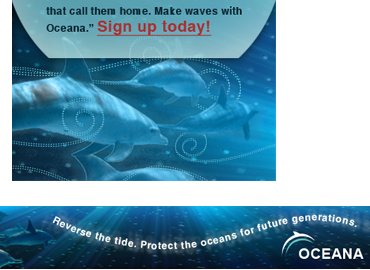 that call them home. Make waves with
Oceana.” Sign up today!
Reverse the tide. Protect the oceans for future generations.
OCEANA